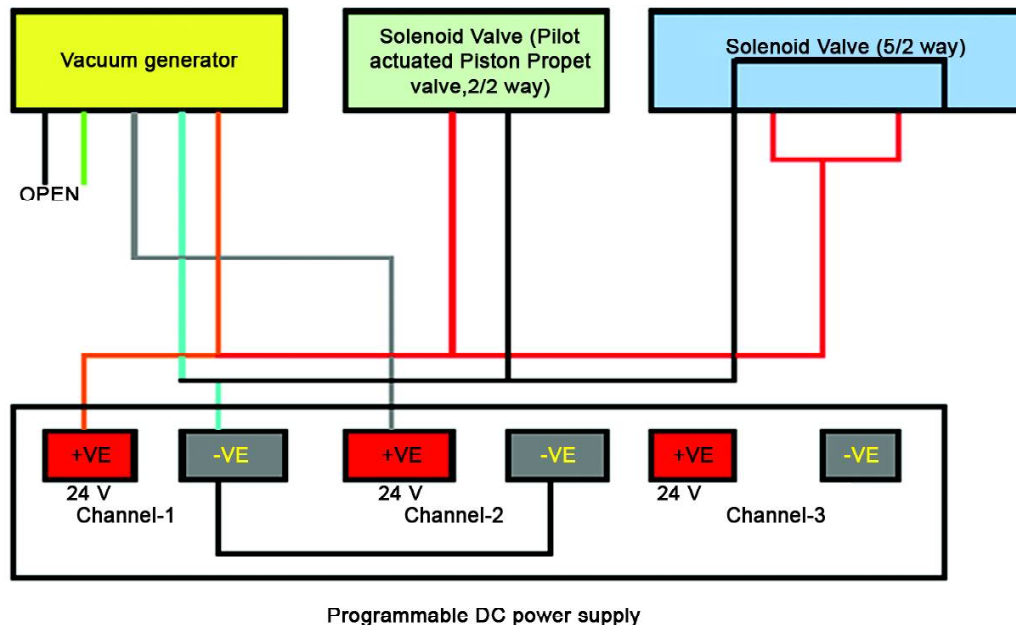 Vacuum generator
Solenoid Valve (Pilot
actuated Piston Propet
valve,2/2 way)
Solenoid Valve (5/2 way)
OPEN
+VE
-VE
+VE
-VE
+VE
-VE
24 V
24 V
24 V
Channel-1
Channel-2
Channel-3
Programmable DC power supply